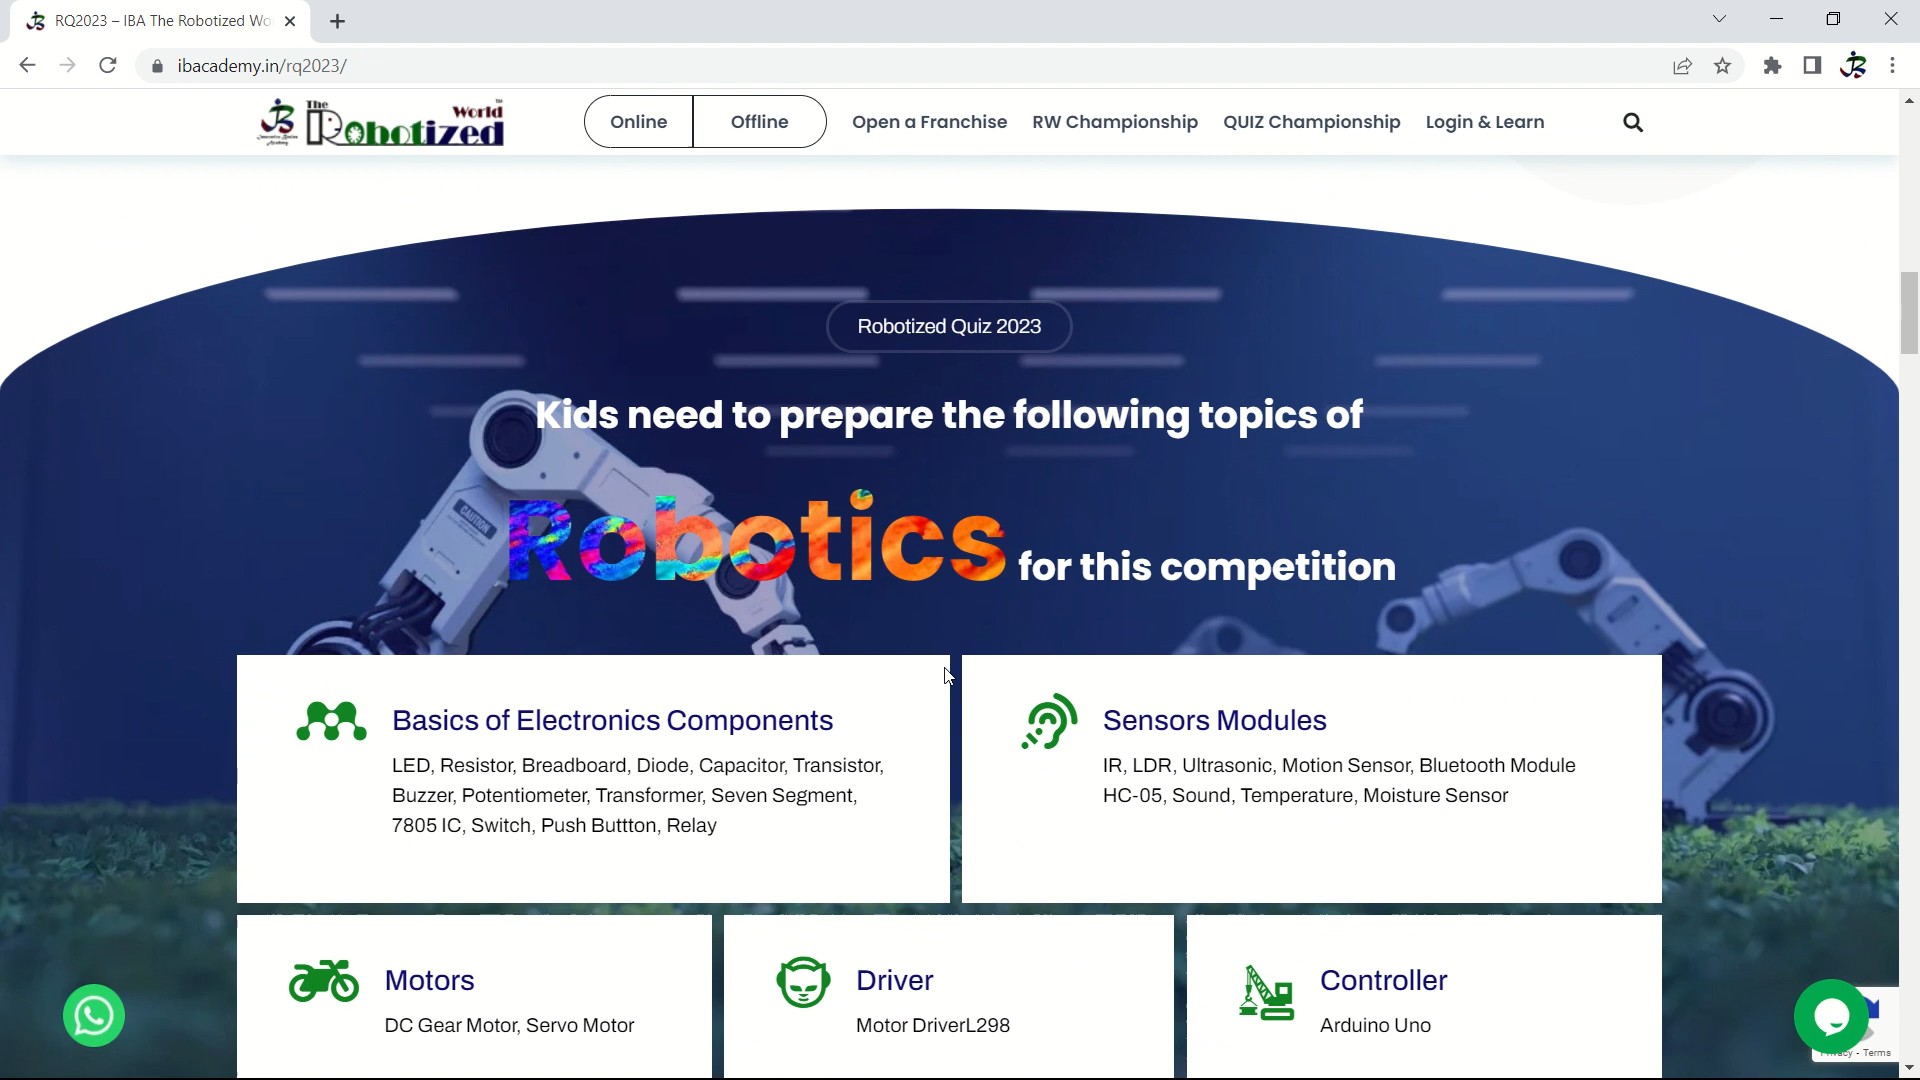 RQ2023 – IBA The Robotized Wo
ibacademy.in/rq2023/
The Robotized World
Online
Offline
Open a Franchise
RW Championship
QUIZ Championship
Login & Learn
Robotized Quiz 2023
Kids need to prepare the following topics of
Robotics for this competition
CAUTION
Basics of Electronics Components
LED, Resistor, Breadboard, Diode, Capacitor, Transistor,
Buzzer, Potentiometer, Transformer, Seven Segment,
7805 IC, Switch, Push Buttton, Relay
Sensors Modules
IR, LDR, Ultrasonic, Motion Sensor, Bluetooth Module
HC-05, Sound, Temperature, Moisture Sensor
Motors
DC Gear Motor, Servo Motor
Driver
Motor DriverL298
Controller
Arduino Uno
- Terms